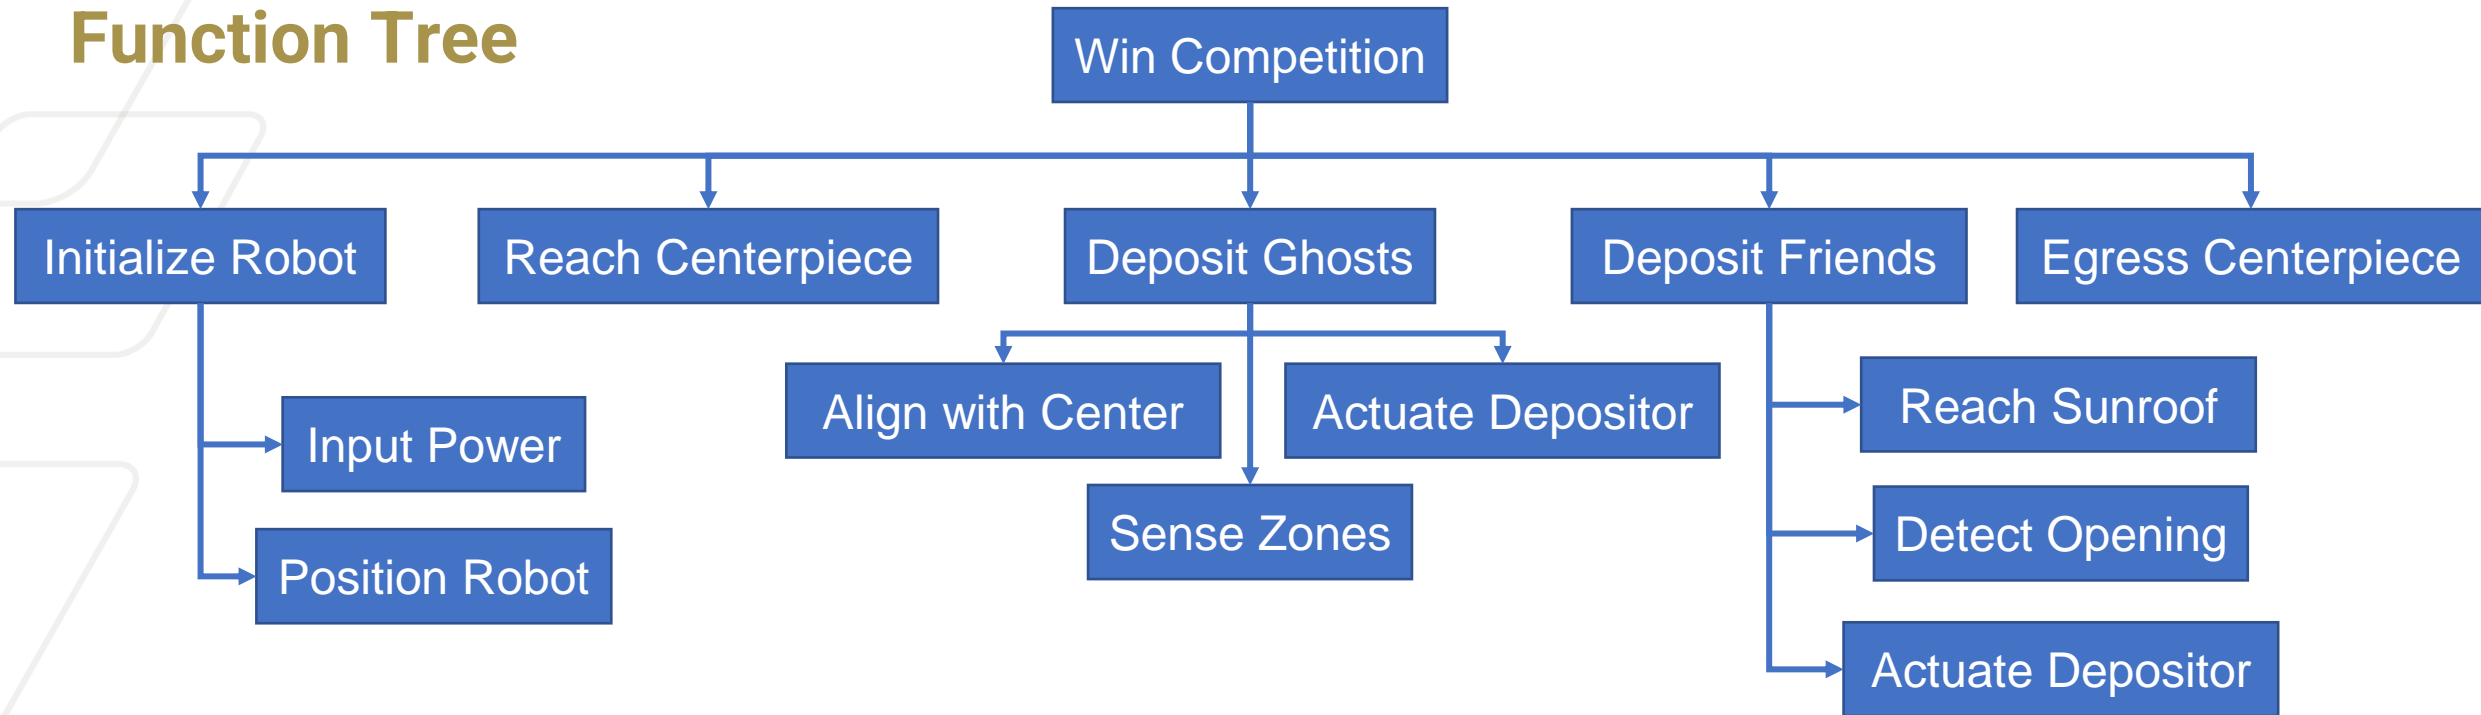 Function Tree
Win Competition
Initialize Robot
Reach Centerpiece
Deposit Ghosts
Deposit Friends
Egress Centerpiece
Input Power
Position Robot
Align with Center
Actuate Depositor
Sense Zones
Reach Sunroof
Detect Opening
Actuate Depositor